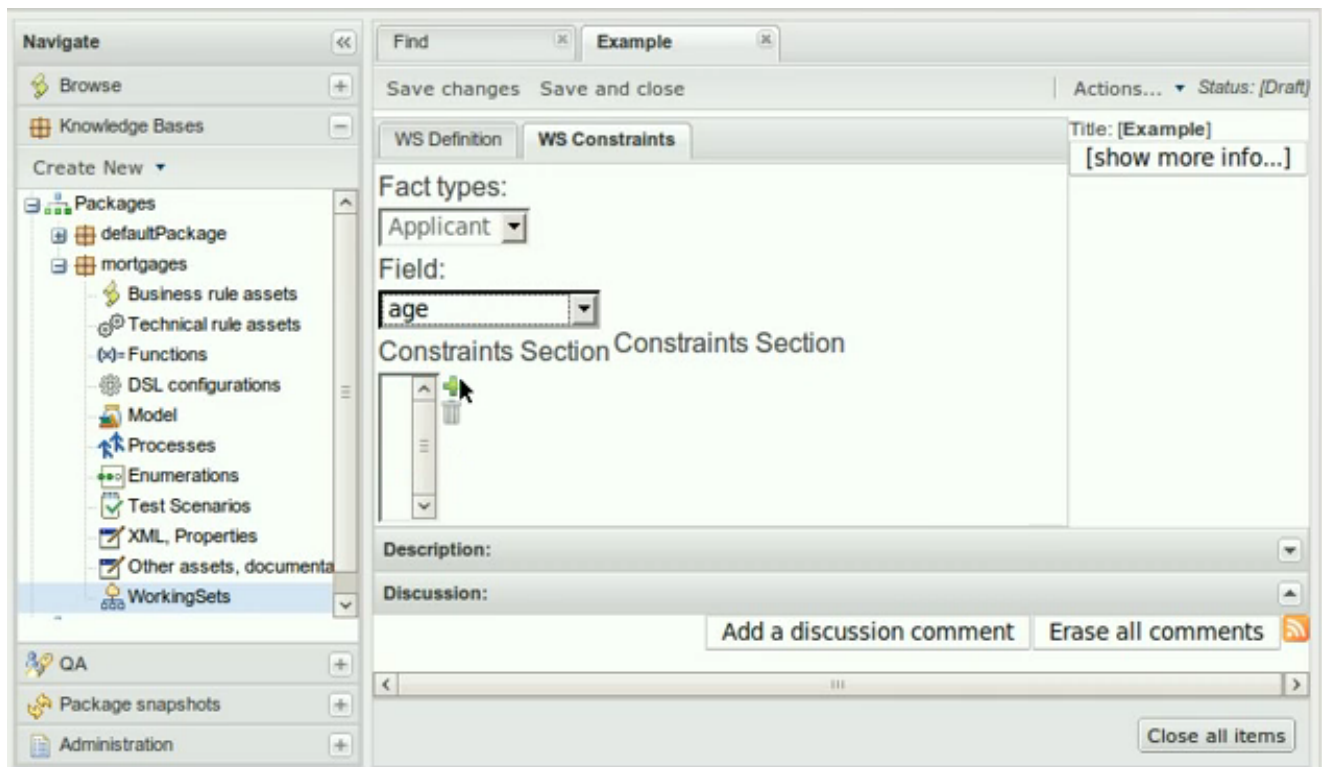 Navigate
Browse
Knowledge Bases
Create New
Packages
defaultPackage
mortgages
Business rule assets
Technical rule assets
(x)= Functions
DSL configurations
Model
Processes
Enumerations
Test Scenarios
XML, Properties
Other assets, documenta
WorkingSets
QA
Package snapshots
Administration
Find Example
Save changes Save and close Actions... Status: [Draft]
WS Definition WS Constraints
Title: [Example]
[show more info...]
Fact types:
Applicant
Field:
age
Constraints Section Constraints Section
Description:
Discussion:
Add a discussion comment Erase all comments
Close all items